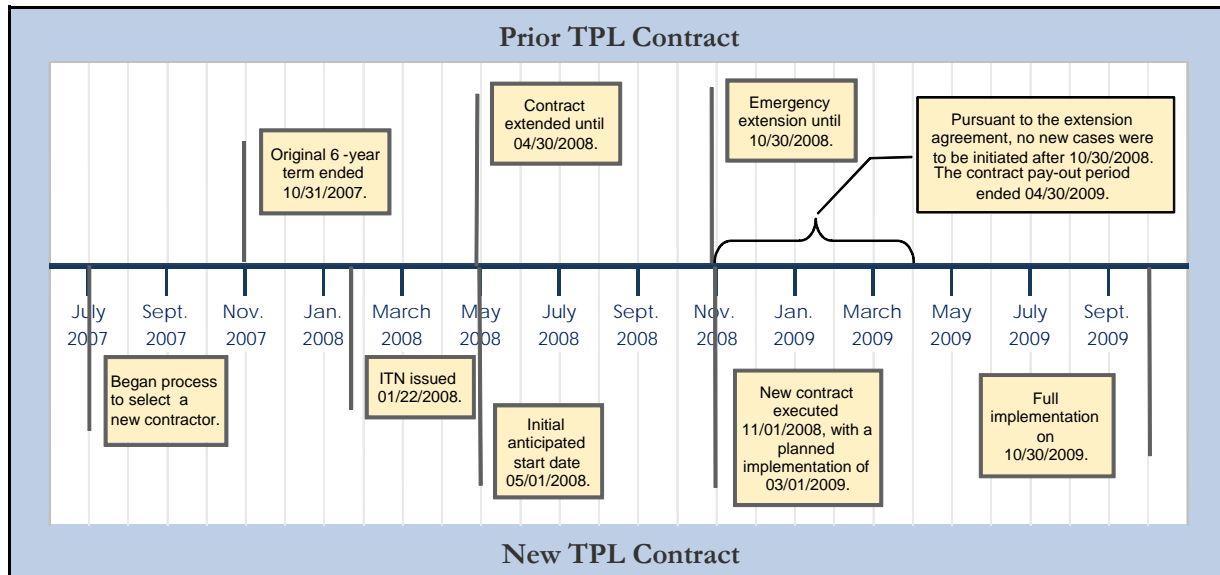 Prior TPL Contract
Original 6 -year
term ended
10/31/2007.
Contract
extended until
04/30/2008.
Emergency
extension until
10/30/2008.
Pursuant to the extension
agreement, no new cases were
to be initiated after 10/30/2008.
The contract pay-out period
ended 04/30/2009.
July Sept. Nov. Jan. March May July Sept. Nov. Jan. March May July Sept.
2007 2007 2007 2008 2008 2008 2008 2008 2008 2009 2009 2009 2009 2009
Began process
to select a
new contractor.
ITN issued
01/22/2008.
Initial
anticipated
start date
05/01/2008.
New contract
executed
11/01/2008, with a
planned
implementation of
03/01/2009.
Full
implementation
on
10/30/2009.
New TPL Contract